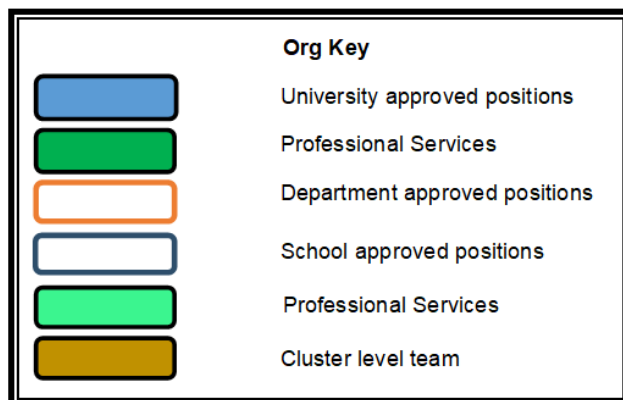 Org Key
University approved positions
Professional Services
Department approved positions
School approved positions
Professional Services
Cluster level team